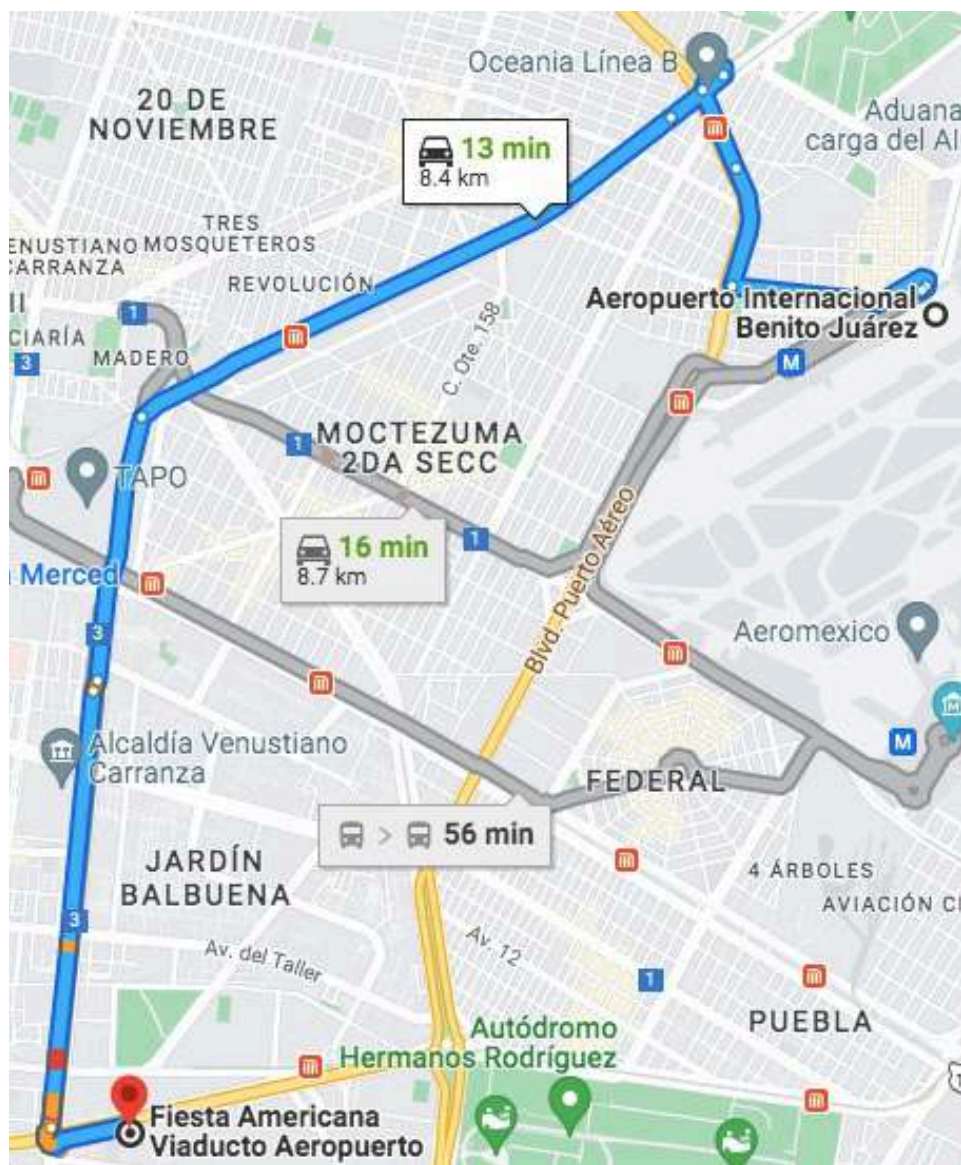 Oceania Línea B
20 DE
NOVIEMBRE
Aduana
carga del Al
13 min
8.4 km
TRES
MOSQUETEROS
ENUSTIANO
CARRANZA
REVOLUCIÓN
Aeropuerto Internacional
Benito Juárez
1
CIARÍA
3
MADERO
C. Ote. 158
M
1
MOCTEZUMA
2DA SECC
TAPO
16 min
8.7 km
1
Blvd. Puerto Aéreo
Merced
3
Aeromexico
M
Alcaldía Venustiano
Carranza
FEDERAL
56 min
JARDÍN
BALBUENA
4 ÁRBOLES
AVIACIÓN CI
3
Av. del Taller
Av. 12
1
PUEBLA
Autódromo
Hermanos Rodríguez
Fiesta Americana
Viaducto Aeropuerto